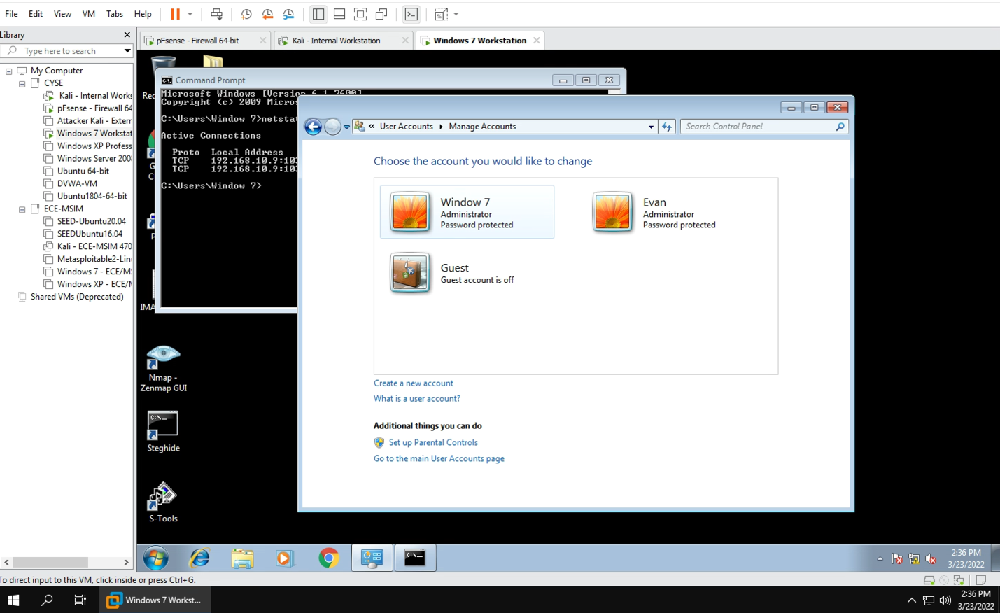 File Edit View VM Tabs Help
Library
Type here to search
My Computer
CYSE
Kali - Internal Works
pFsense - Firewall 64
Attacker Kali - Exterr
Windows 7 Workstat
Windows XP Profess
Windows Server 2008
Ubuntu 64-bit
DVWA-VM
Ubuntu1804-64-bit
ECE-MSIM
SEED-Ubuntu20.04
SEEDUbuntu16.04
Kali - ECE-MSIM 470
Metasploitable2-Linu
Windows 7 - ECE/MS
Windows XP - ECE/M
Shared VMs (Deprecated)
pFsense - Firewall 64-bit
Kali - Internal Workstation
Windows 7 Workstation
Rec
Command Prompt
Microsoft Windows [Version 6.1.7600]
Copyright (c) 2009 Micros
C:\Users\Window 7>netstat
Active Connections
Proto Local Address
TCP 192.168.10.9:103
TCP 192.168.10.9:103
C:\Users\Window 7>
G
C
P
IMA
Nmap -
Zenmap GUI
C:\_
Steghide
S-Tools
« User Accounts Manage Accounts
Search Control Panel
Choose the account you would like to change
Window 7
Administrator
Password protected
Evan
Administrator
Password protected
Guest
Guest account is off
Create a new account
What is a user account?
Additional things you can do
Set up Parental Controls
Go to the main User Accounts page
C:\_
2:36 PM
3/23/2022
To direct input to this VM, click inside or press Ctrl+G.
Windows 7 Workst...
2:36 PM
3/23/2022